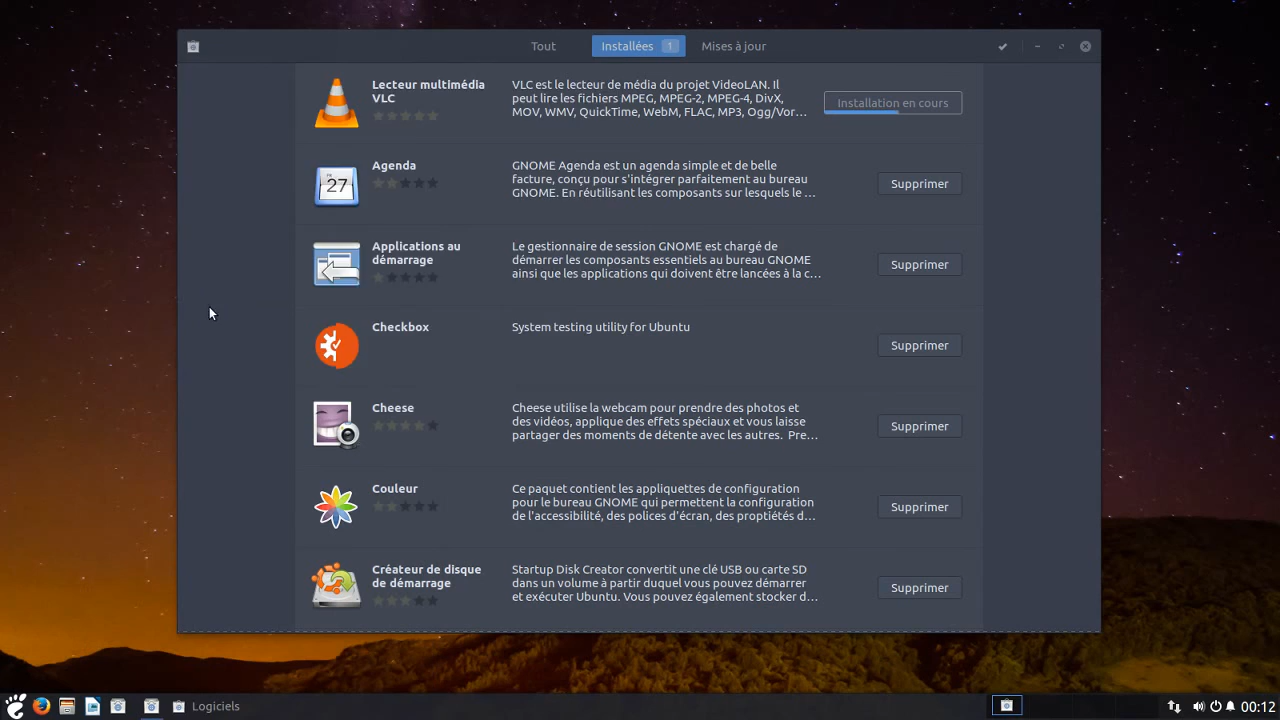 Tout Installées 1 Mises à jour
Lecteur multimédia
VLC
VLC est le lecteur de média du projet VideoLAN. Il
peut lire les fichiers MPEG, MPEG-2, MPEG-4, DivX,
MOV, WMV, QuickTime, WebM, FLAC, MP3, Ogg/Vor...
Installation en cours
Agenda
GNOME Agenda est un agenda simple et de belle
facture, conçu pour s'intégrer parfaitement au bureau
GNOME. En réutilisant les composants sur lesquels le ...
Supprimer
27
Applications au
démarrage
Le gestionnaire de session GNOME est chargé de
démarrer les composants essentiels au bureau GNOME
ainsi que les applications qui doivent être lancées à la c...
Supprimer
Checkbox
System testing utility for Ubuntu
Supprimer
Cheese
Cheese utilise la webcam pour prendre des photos et
des vidéos, applique des effets spéciaux et vous laisse
partager des moments de détente avec les autres. Pre...
Supprimer
Couleur
Ce paquet contient les appliquettes de configuration
pour le bureau GNOME qui permettent la configuration
de l'accessibilité, des polices d'écran, des proptiétés d...
Supprimer
Créateur de disque
de démarrage
Startup Disk Creator convertit une clé USB ou carte SD
dans un volume à partir duquel vous pouvez démarrer
et exécuter Ubuntu. Vous pouvez également stocker d...
Supprimer
Logiciels
00:12